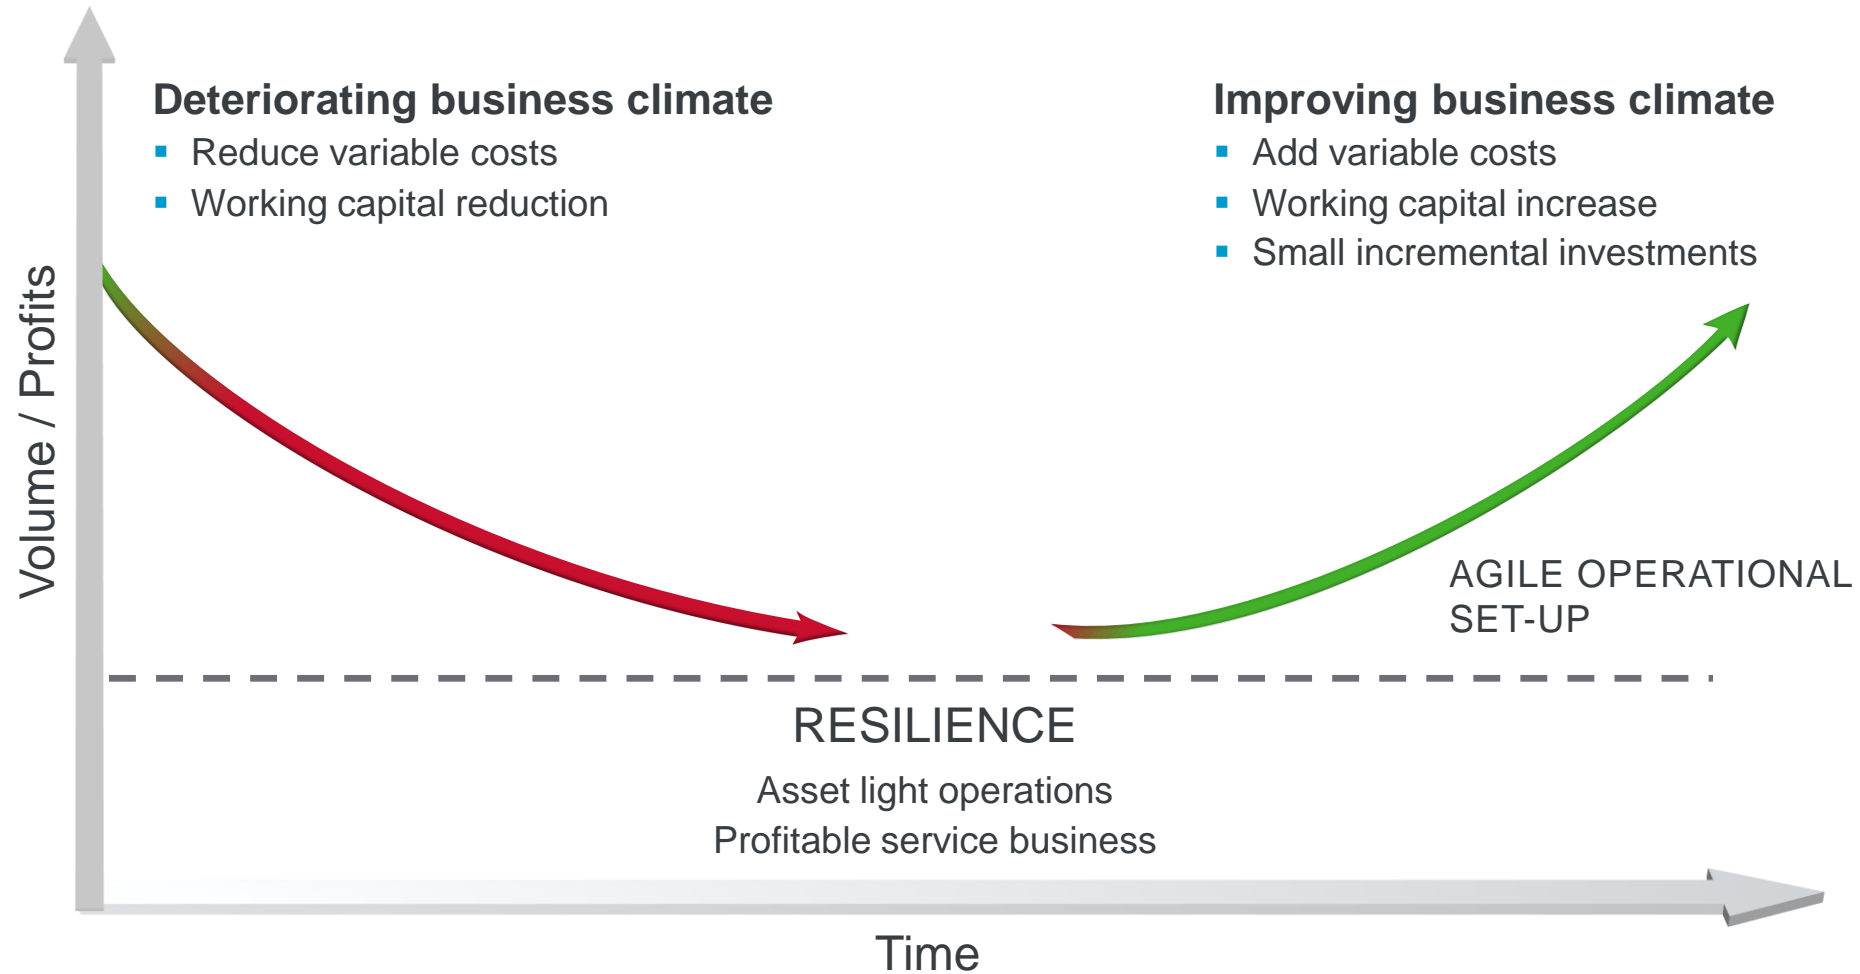 Deteriorating business climate
▪ Reduce variable costs
▪ Working capital reduction
Improving business climate
▪ Add variable costs
▪ Working capital increase
▪ Small incremental investments
Volume / Profits
AGILE OPERATIONAL
SET-UP
RESILIENCE
Asset light operations
Profitable service business
Time